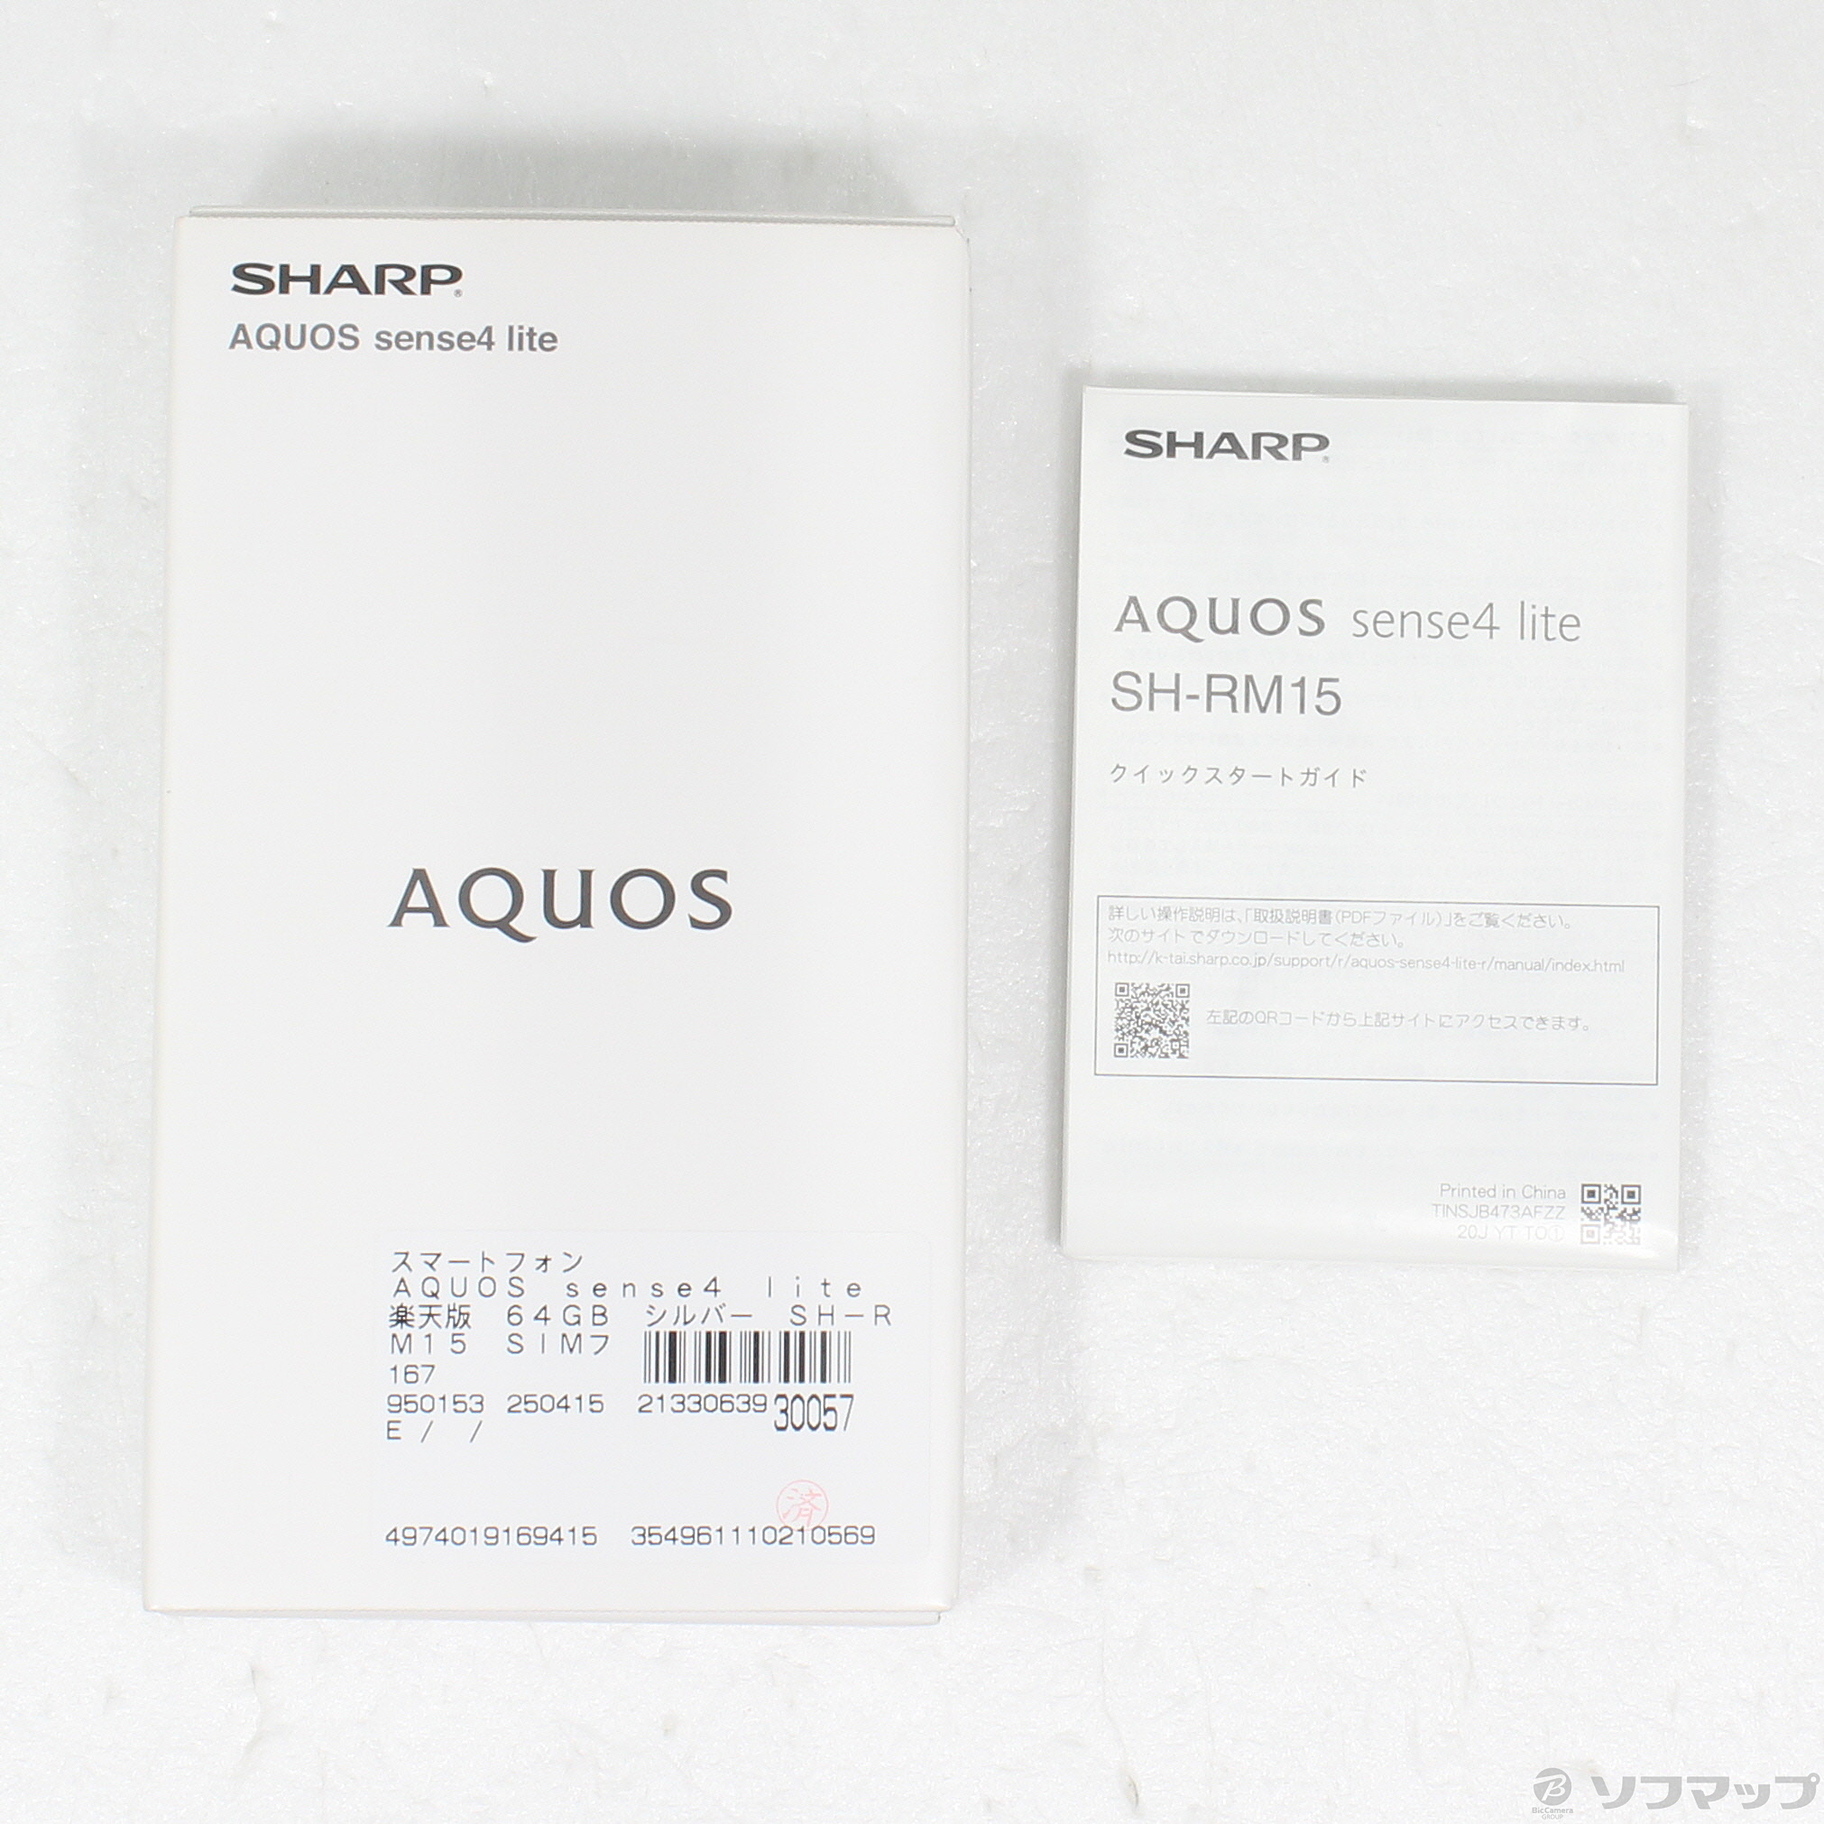 SHARP®
AQUOS sense4 lite
AQUOS
スマートフォン
ＡＱＵＯＳ　ｓｅｎｓｅ４　ｌｉｔｅ
楽天版　６４ＧＢ　シルバー　ＳＨ－Ｒ
Ｍ１５　ＳＩＭフ
167
950153 250415 21330639 30057
E / /
済
4974019169415 354961110210569
SHARP®
AQUOS sense4 lite
SH-RM15
クイックスタートガイド
詳しい操作説明は、「取扱説明書(PDFファイル)」をご覧ください。
次のサイトでダウンロードしてください。
http://k-tai.sharp.co.jp/support/r/aquos-sense4-lite-r/manual/index.html
左記のQRコードから上記サイトにアクセスできます。
Printed in China
TINSJB473AFZZ
20J YT TO①
B BicCamera GROUP ソフマップ